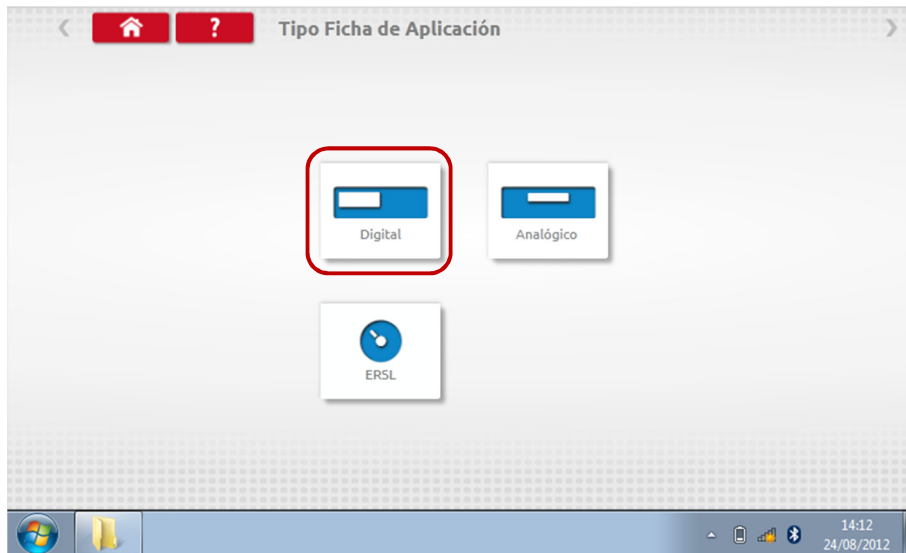 ? Tipo Ficha de Aplicación
Digital
Analógico
ERSL
14:12
24/08/2012